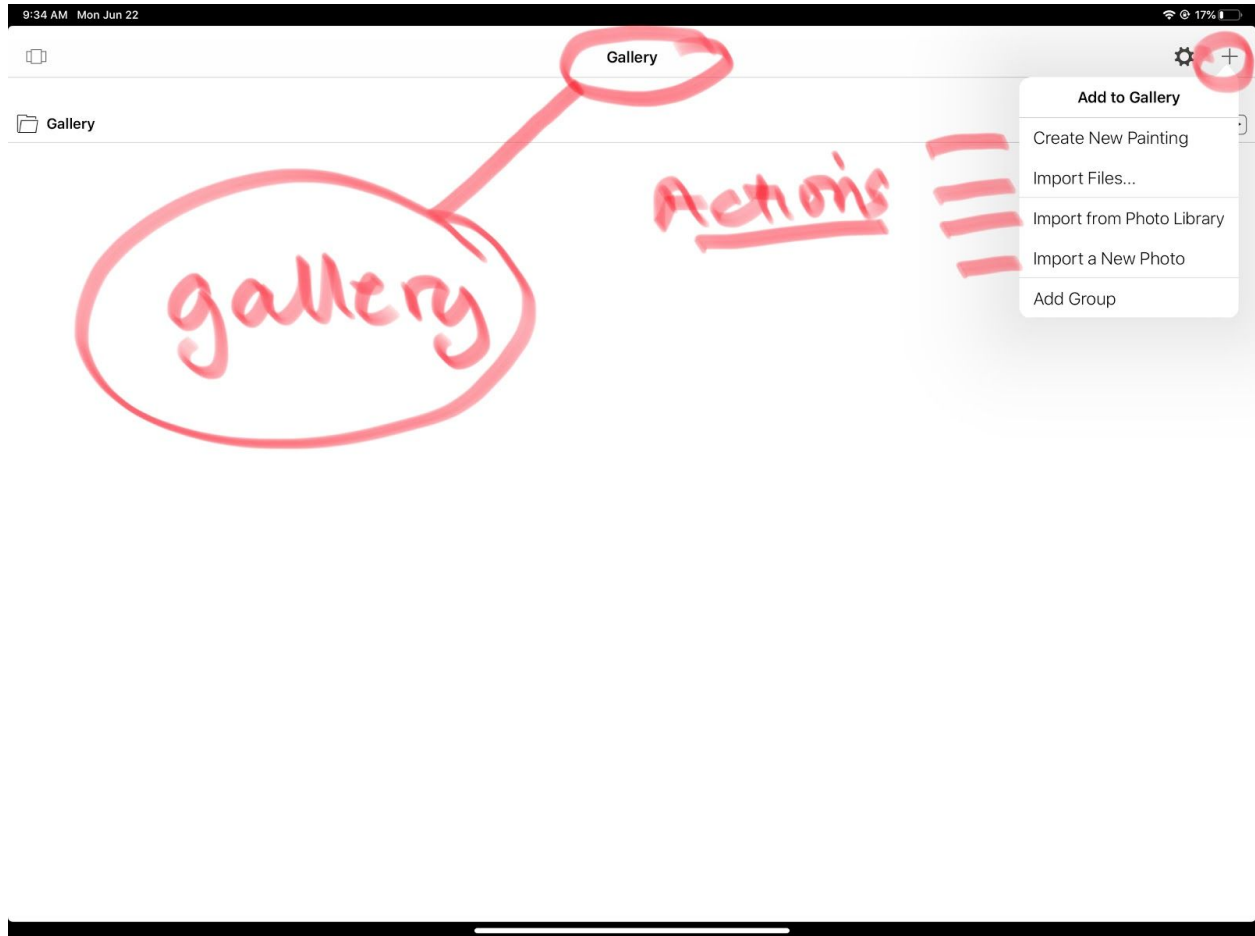 9:34 AM Mon Jun 22
17%
Gallery
Add to Gallery
Gallery
Create New Painting
Import Files...
Import from Photo Library
Import a New Photo
Add Group
Actions
gallery